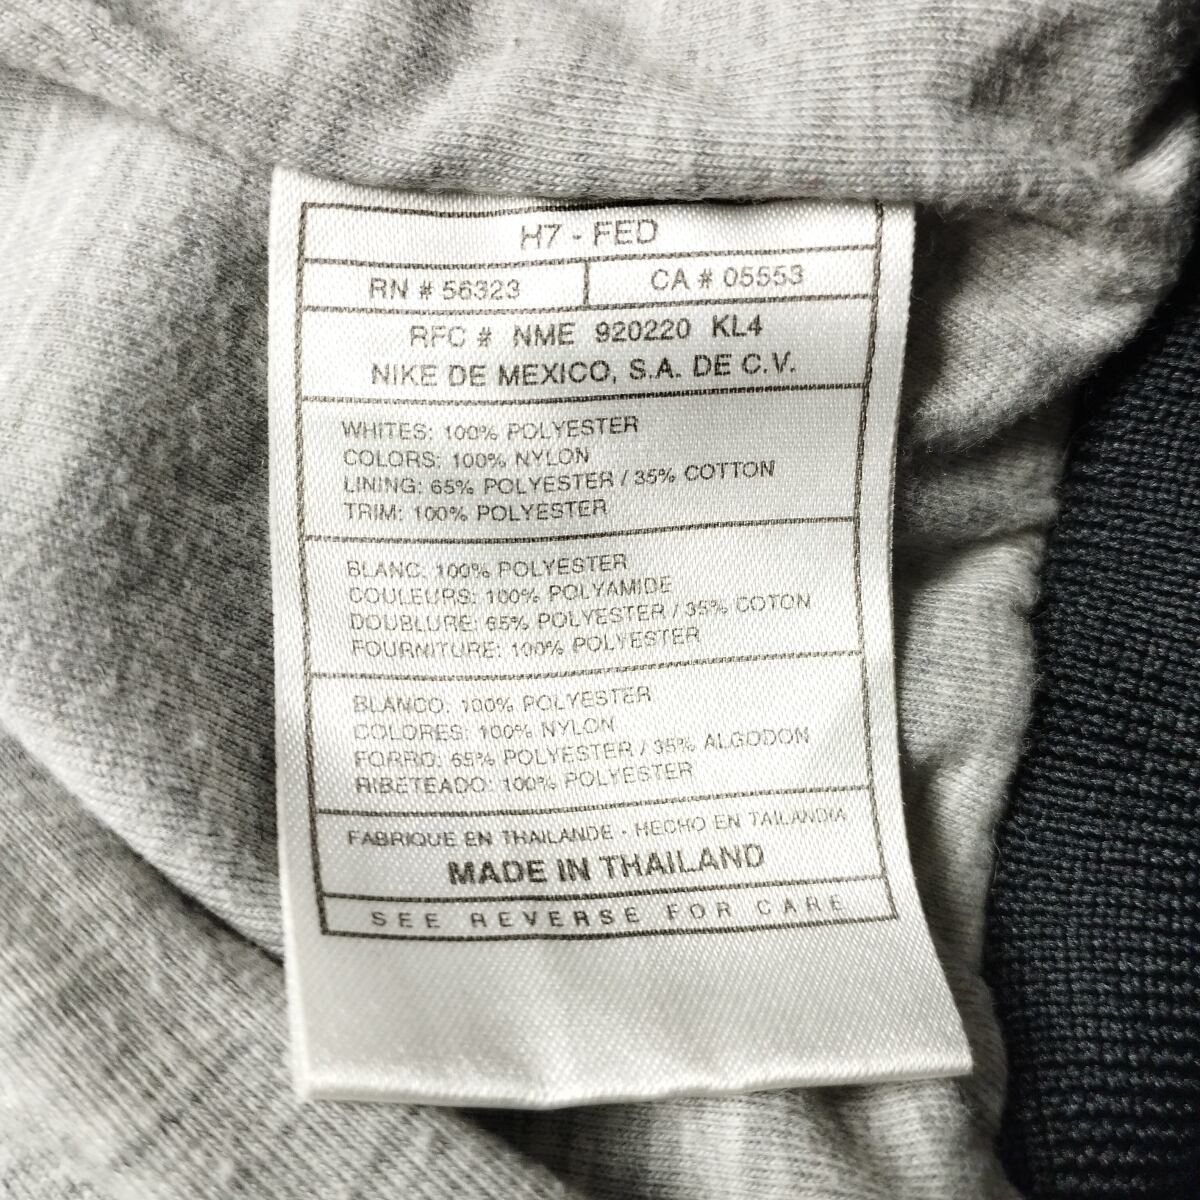 H7 - FED
RN # 56323 CA # 05553
RFC # NME 920220 KL4
NIKE DE MEXICO, S.A. DE C.V.
WHITES: 100% POLYESTER
COLORS: 100% NYLON
LINING: 65% POLYESTER / 35% COTTON
TRIM: 100% POLYESTER
BLANC: 100% POLYESTER
COULEURS: 100% POLYAMIDE
DOUBLURE: 65% POLYESTER / 35% COTON
FOURNITURE: 100% POLYESTER
BLANCO: 100% POLYESTER
COLORES: 100% NYLON
FORRO: 65% POLYESTER / 35% ALGODON
RIBETEADO: 100% POLYESTER
FABRIQUE EN THAILANDE - HECHO EN TAILANDIA
MADE IN THAILAND
SEE REVERSE FOR CARE